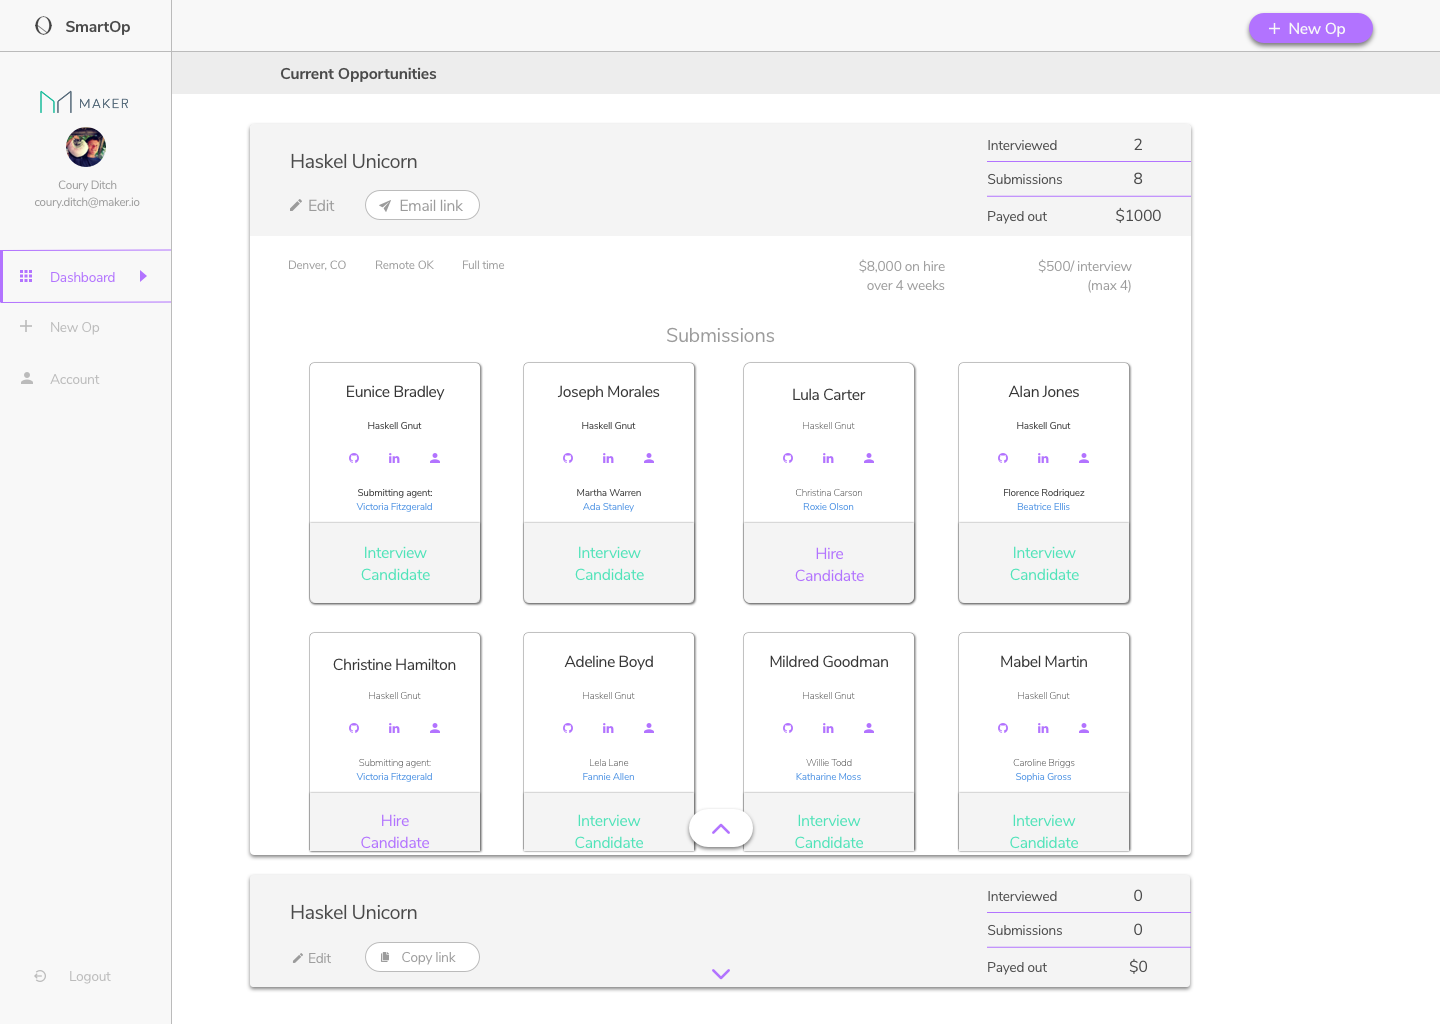 SmartOp
New Op
Current Opportunities
MAKER
Coury Ditch
coury.ditch@maker.io
Dashboard
New Op
Account
Logout
Haskel Unicorn
Edit
Email link
Interviewed 2
Submissions 8
Payed out $1000
Denver, CO Remote OK Full time
$8,000 on hire
over 4 weeks
$500/ interview
(max 4)
Submissions
Eunice Bradley
Haskell Gnut
in
Submitting agent:
Victoria Fitzgerald
Interview
Candidate
Joseph Morales
Haskell Gnut
in
Martha Warren
Ada Stanley
Interview
Candidate
Lula Carter
Haskell Gnut
in
Christina Carson
Roxie Olson
Hire
Candidate
Alan Jones
Haskell Gnut
in
Florence Rodriquez
Beatrice Ellis
Interview
Candidate
Christine Hamilton
Haskell Gnut
in
Submitting agent:
Victoria Fitzgerald
Hire
Candidate
Adeline Boyd
Haskell Gnut
in
Lela Lane
Fannie Allen
Interview
Candidate
Mildred Goodman
Haskell Gnut
in
Willie Todd
Katharine Moss
Interview
Candidate
Mabel Martin
Haskell Gnut
in
Caroline Briggs
Sophia Gross
Interview
Candidate
Haskel Unicorn
Edit
Copy link
Interviewed 0
Submissions 0
Payed out $0